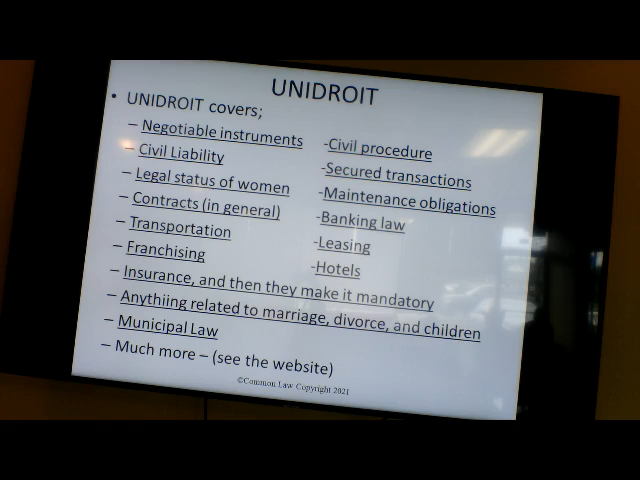 UNIDROIT
• UNIDROIT covers;
– Negotiable instruments -Civil procedure
– Civil Liability -Secured transactions
– Legal status of women -Maintenance obligations
– Contracts (in general) -Banking law
– Transportation -Leasing
– Franchising -Hotels
– Insurance, and then they make it mandatory
– Anythiing related to marriage, divorce, and children
– Municipal Law
– Much more – (see the website)
©Common Law Copyright 2021